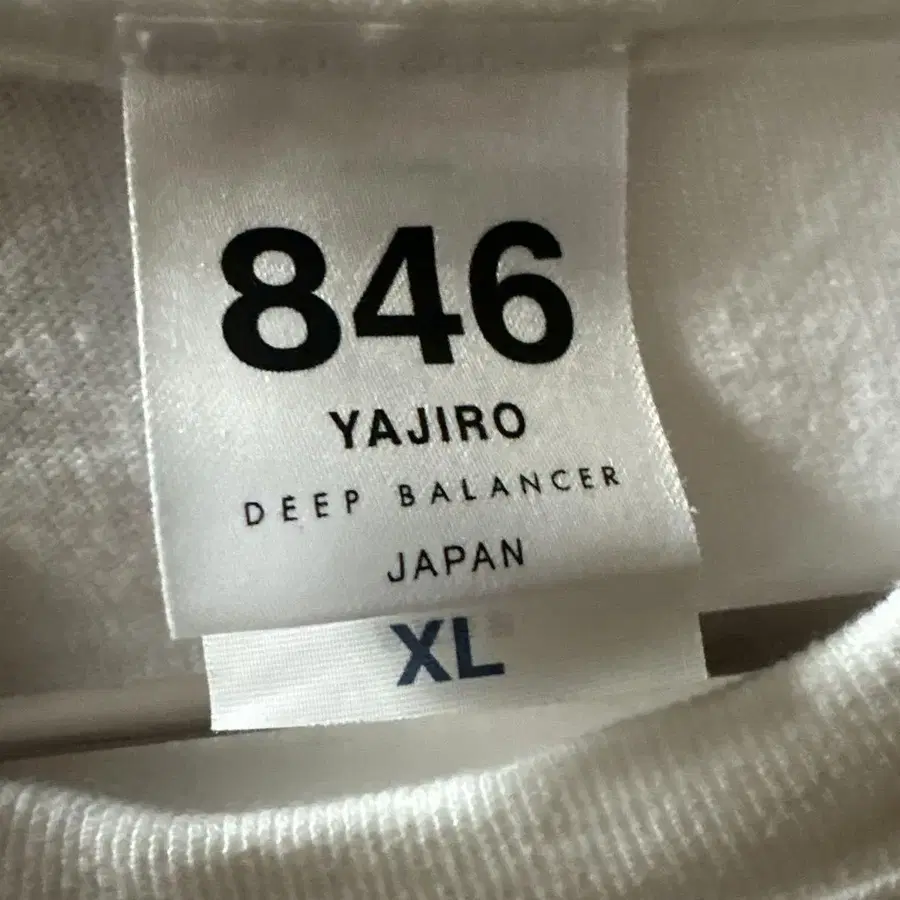 846
YAJIRO
DEEP BALANCER
JAPAN
XL